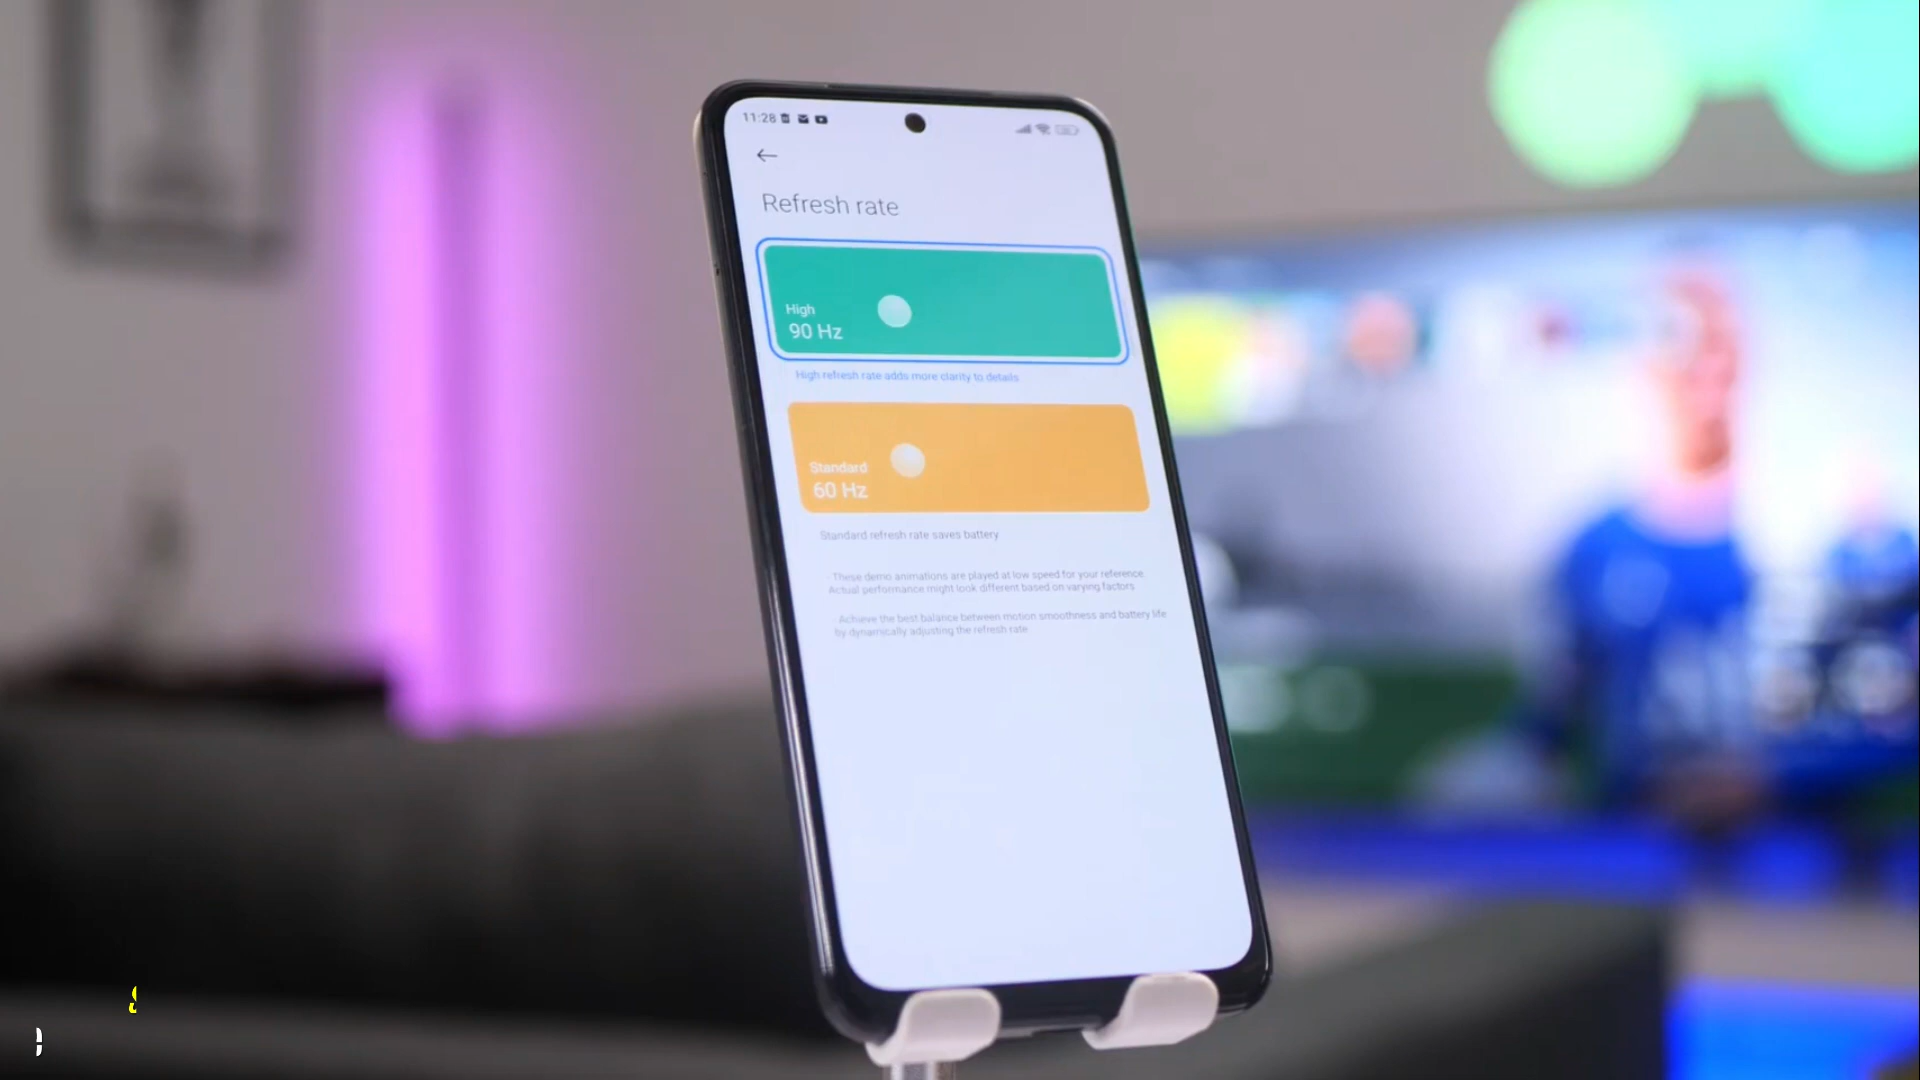 11:28
Refresh rate
High
90 Hz
High refresh rate adds more clarity to details
Standard
60 Hz
Standard refresh rate saves battery
- These demo animations are played at low speed for your reference.
Actual performance might look different based on varying factors
- Achieve the best balance between motion smoothness and battery life
by dynamically adjusting the refresh rate